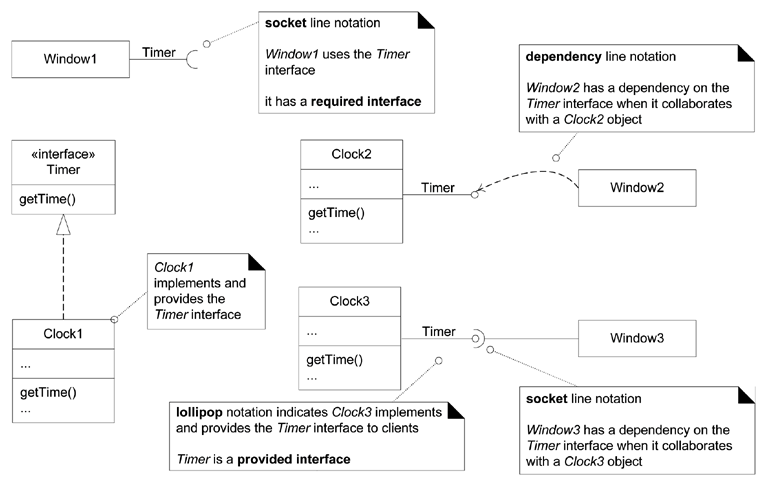 Window1
Timer
socket line notation
Window1 uses the Timer
interface
it has a required interface
dependency line notation
Window2 has a dependency on the
Timer interface when it collaborates
with a Clock2 object
«interface»
Timer
getTime()
Clock2
...
getTime()
...
Timer
Window2
Clock1
implements and
provides the
Timer interface
Clock1
...
getTime()
...
Clock3
...
getTime()
...
Timer
Window3
lollipop notation indicates Clock3 implements
and provides the Timer interface to clients
Timer is a provided interface
socket line notation
Window3 has a dependency on the
Timer interface when it collaborates
with a Clock3 object